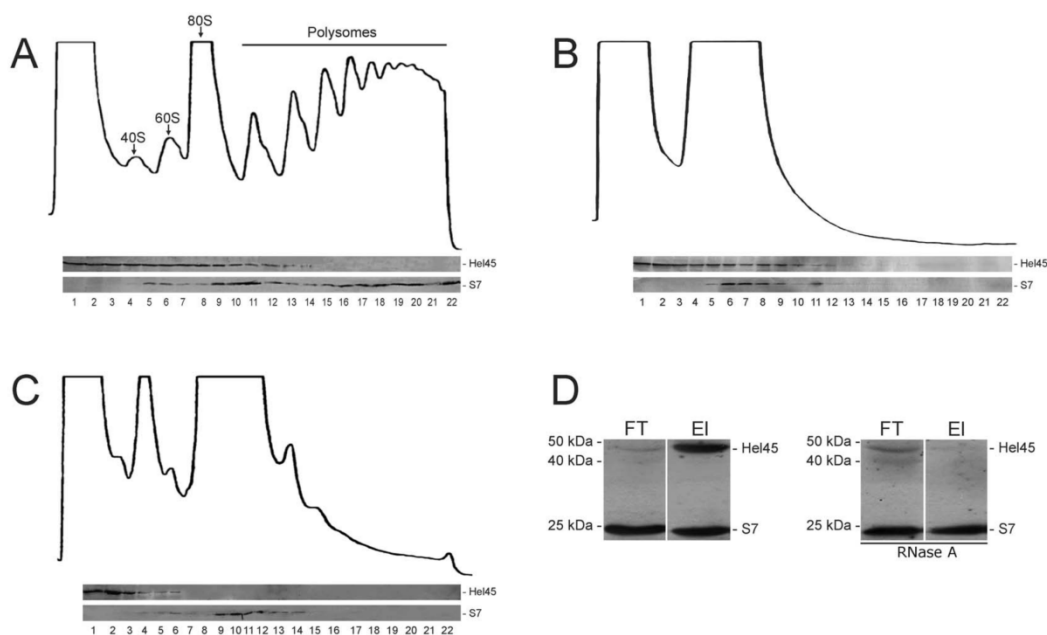 A
80S
Polysomes
60S
40S
- Hel45
- S7
1 2 3 4 5 6 7 8 9 10 11 12 13 14 15 16 17 18 19 20 21 22
B
- Hel45
- S7
1 2 3 4 5 6 7 8 9 10 11 12 13 14 15 16 17 18 19 20 21 22
C
- Hel45
- S7
1 2 3 4 5 6 7 8 9 10 11 12 13 14 15 16 17 18 19 20 21 22
D
FT EI FT EI
50 kDa - - Hel45 50 kDa - - Hel45
40 kDa - 40 kDa -
25 kDa - - S7 25 kDa - - S7
RNase A